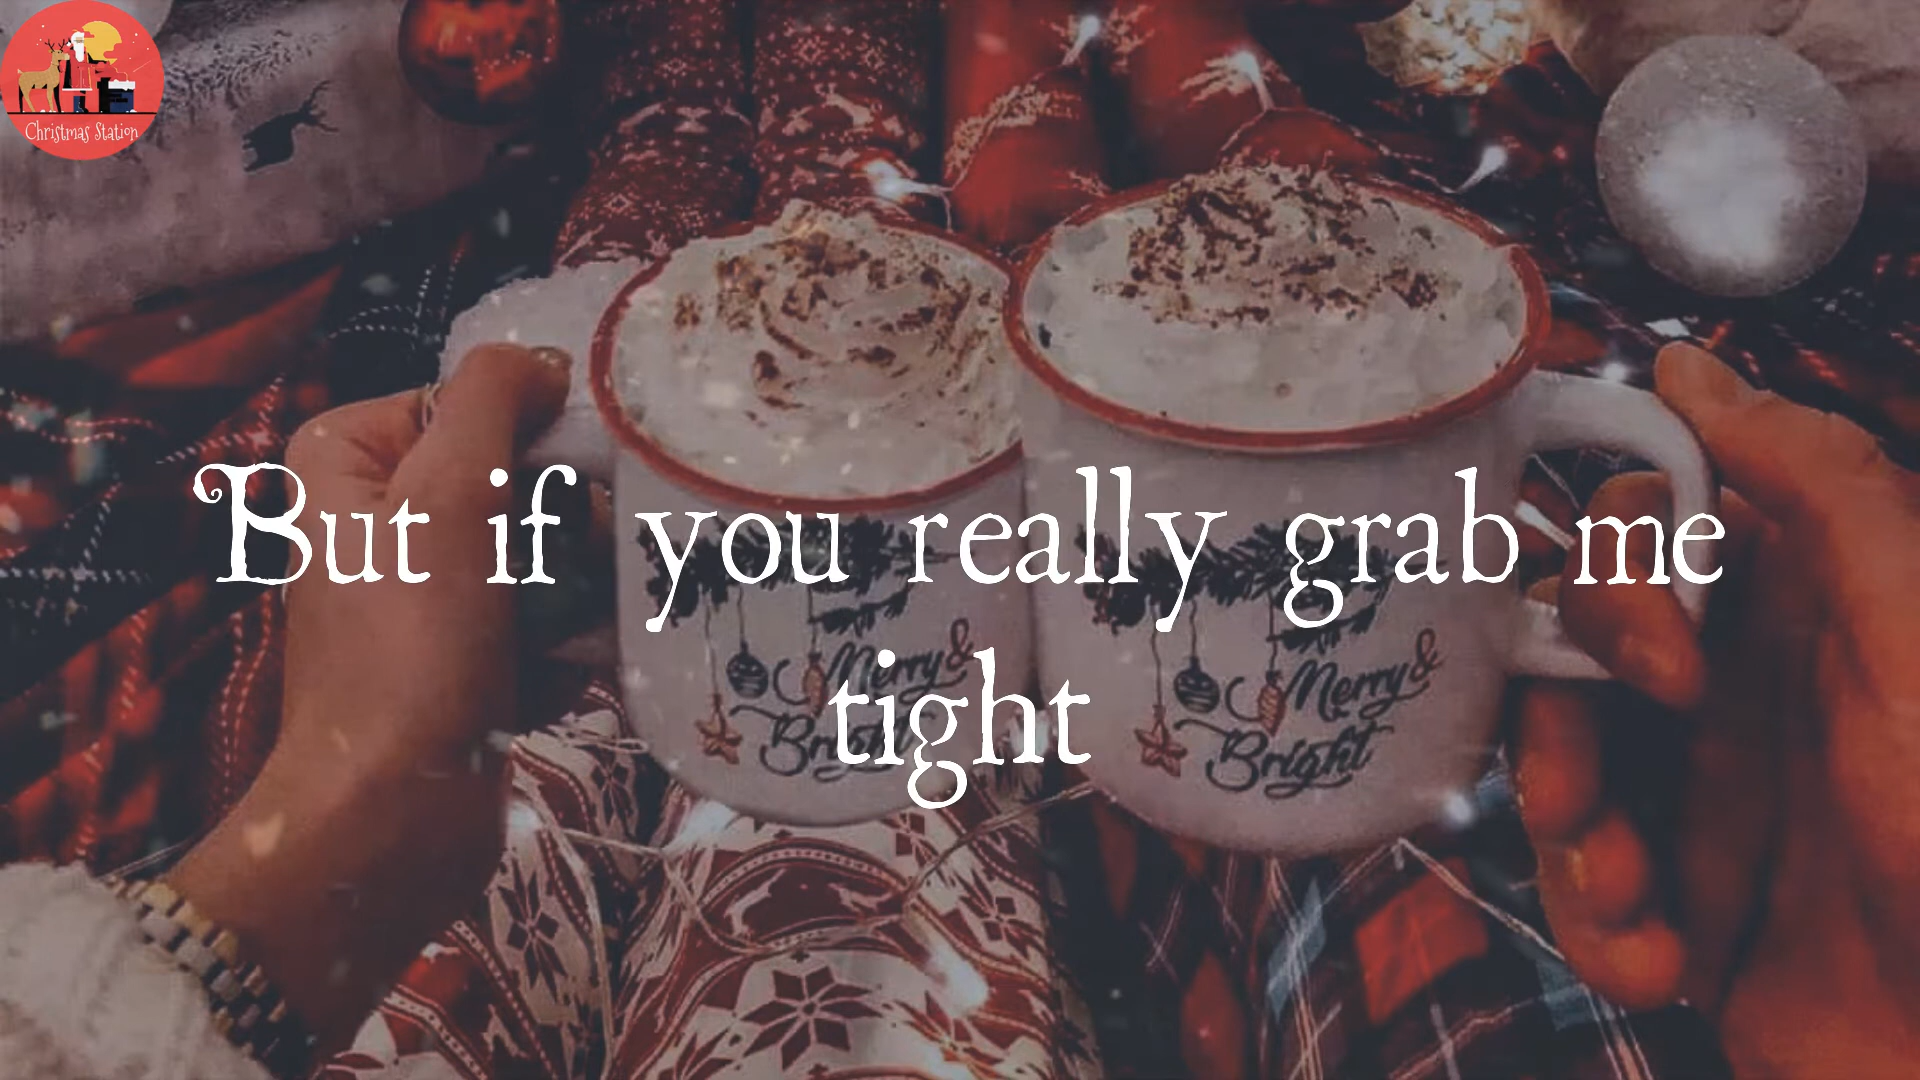 Christmas Station
But if you really grab me
tight
Merry &
Bright
Merry &
Bright